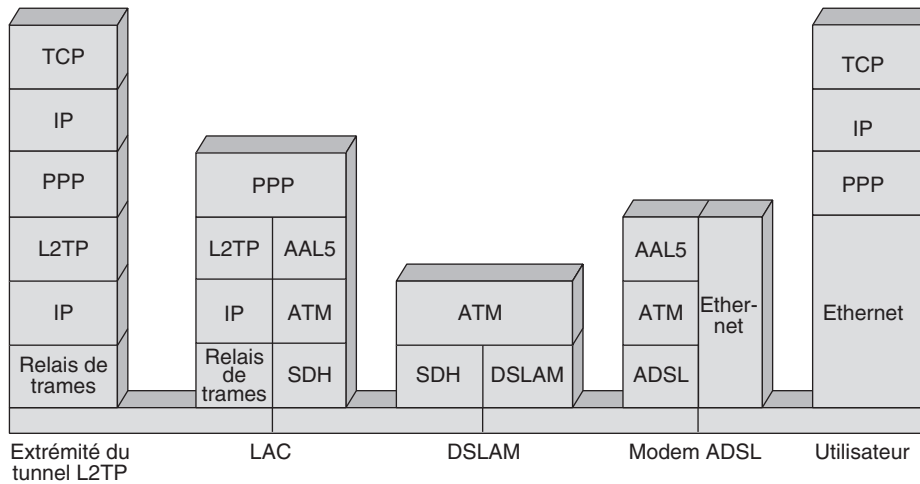 TCP
IP
PPP
L2TP
IP
Relais de
trames
Extrémité du
tunnel L2TP
PPP
L2TP
AAL5
IP
ATM
Relais
de
trames
SDH
LAC
ATM
SDH
DSLAM
DSLAM
AAL5
ATM
ADSL
Ether-
net
Modem ADSL
TCP
IP
PPP
Ethernet
Utilisateur